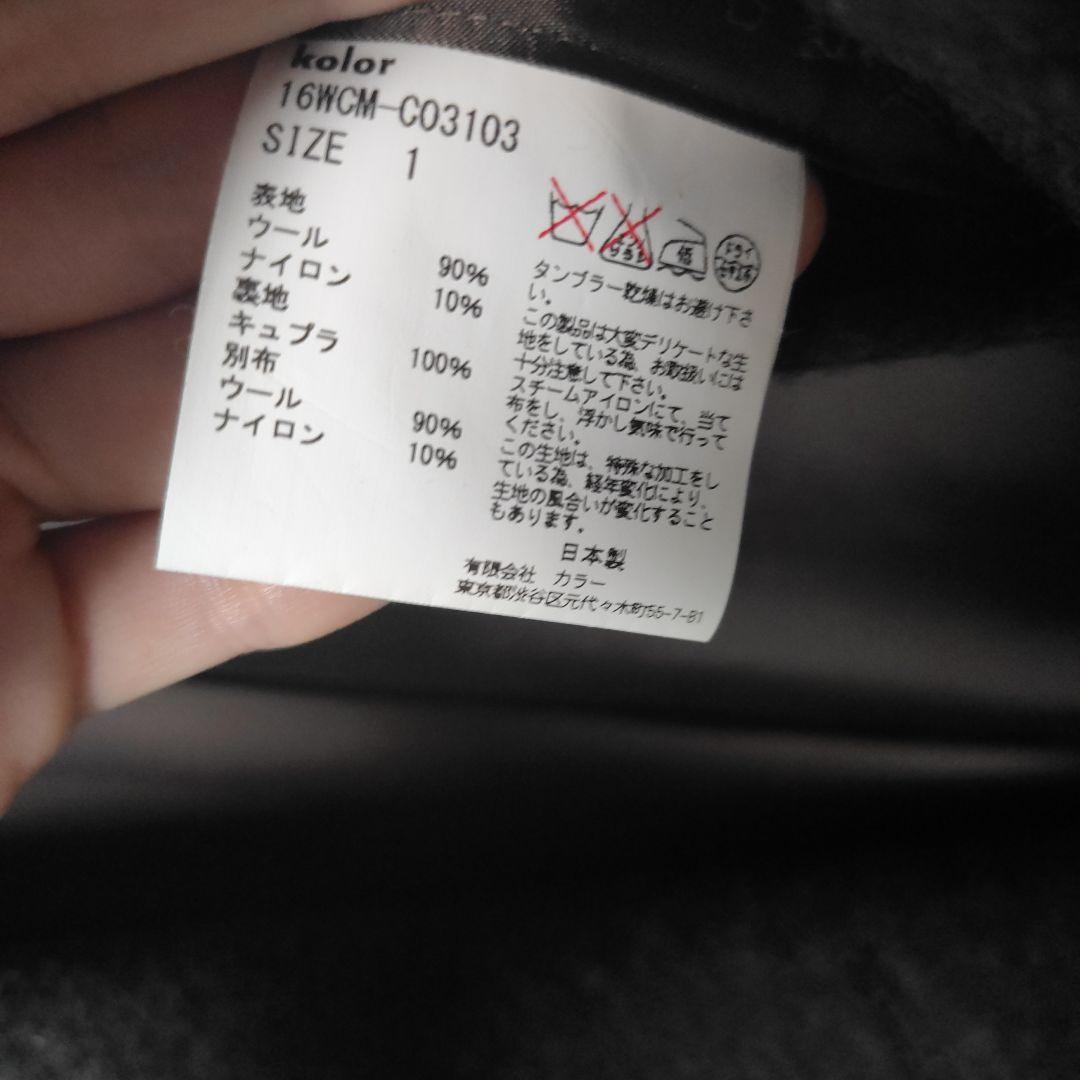 kolor
16WCM-C03103
SIZE 1
表地
ウール 90%
ナイロン 10%
裏地
キュプラ 100%
別布
ウール 90%
ナイロン 10%
低
ドライ
タンブラー乾燥はお避け下さ
い。
この製品は大変デリケートな生
地をしている為、お取扱いには
十分注意して下さい。
スチームアイロンにて、当て
布をし、浮かし気味で行って
ください。
この生地は、特殊な加工をし
ている為、経年変化により、
生地の風合いが変化すること
もあります。
日本製
有限会社 カラー
東京都渋谷区元代々木町55-7-B1